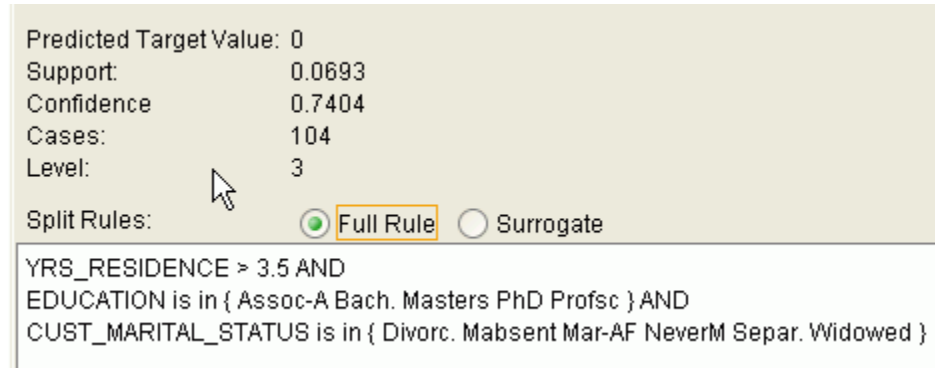 Predicted Target Value: 0
Support: 0.0693
Confidence 0.7404
Cases: 104
Level: 3
Split Rules: Full Rule Surrogate
YRS_RESIDENCE > 3.5 AND
EDUCATION is in { Assoc-A Bach. Masters PhD Profsc } AND
CUST_MARITAL_STATUS is in { Divorc. Mabsent Mar-AF NeverM Separ. Widowed }